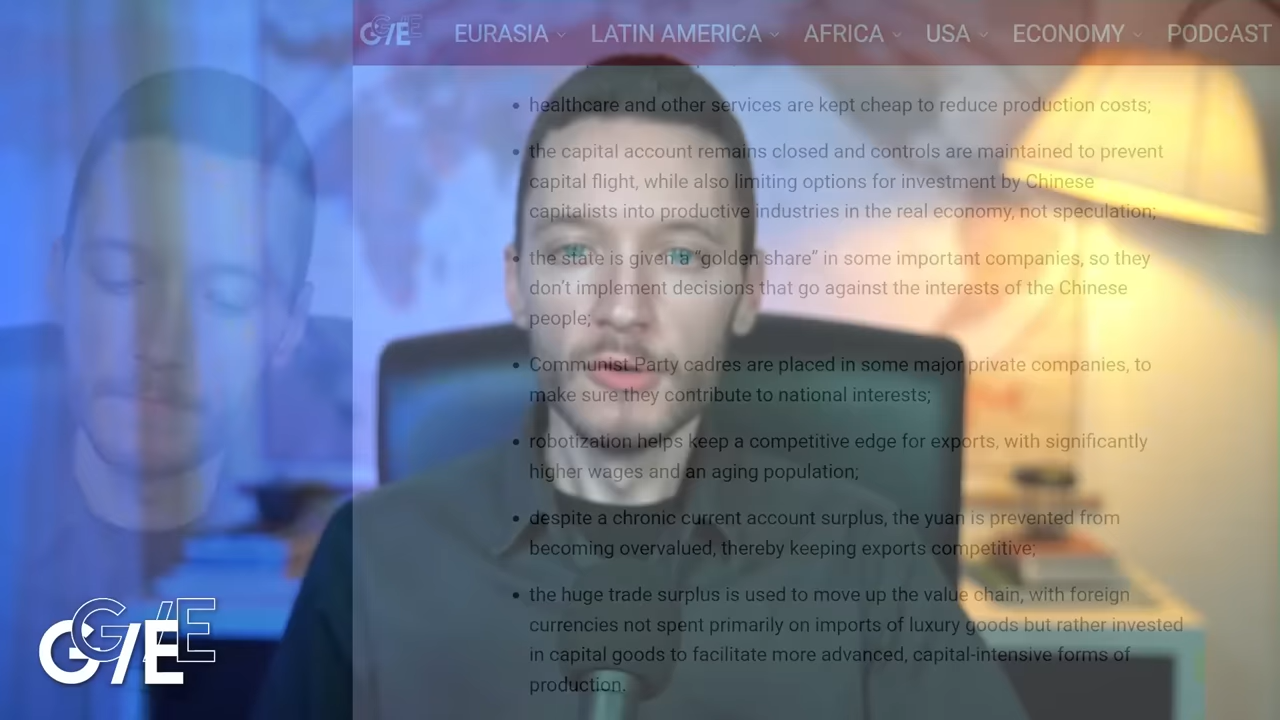 G/E EURASIA LATIN AMERICA AFRICA USA ECONOMY PODCAST
• healthcare and other services are kept cheap to reduce production costs;
• the capital account remains closed and controls are maintained to prevent
capital flight, while also limiting options for investment by Chinese
capitalists into productive industries in the real economy, not speculation;
• the state is given a “golden share” in some important companies, so they
don't implement decisions that go against the interests of the Chinese
people;
• Communist Party cadres are placed in some major private companies, to
make sure they contribute to national interests;
• robotization helps keep a competitive edge for exports, with significantly
higher wages and an aging population;
• despite a chronic current account surplus, the yuan is prevented from
becoming overvalued, thereby keeping exports competitive;
• the huge trade surplus is used to move up the value chain, with foreign
currencies not spent primarily on imports of luxury goods but rather invested
in capital goods to facilitate more advanced, capital-intensive forms of
production.
G/E